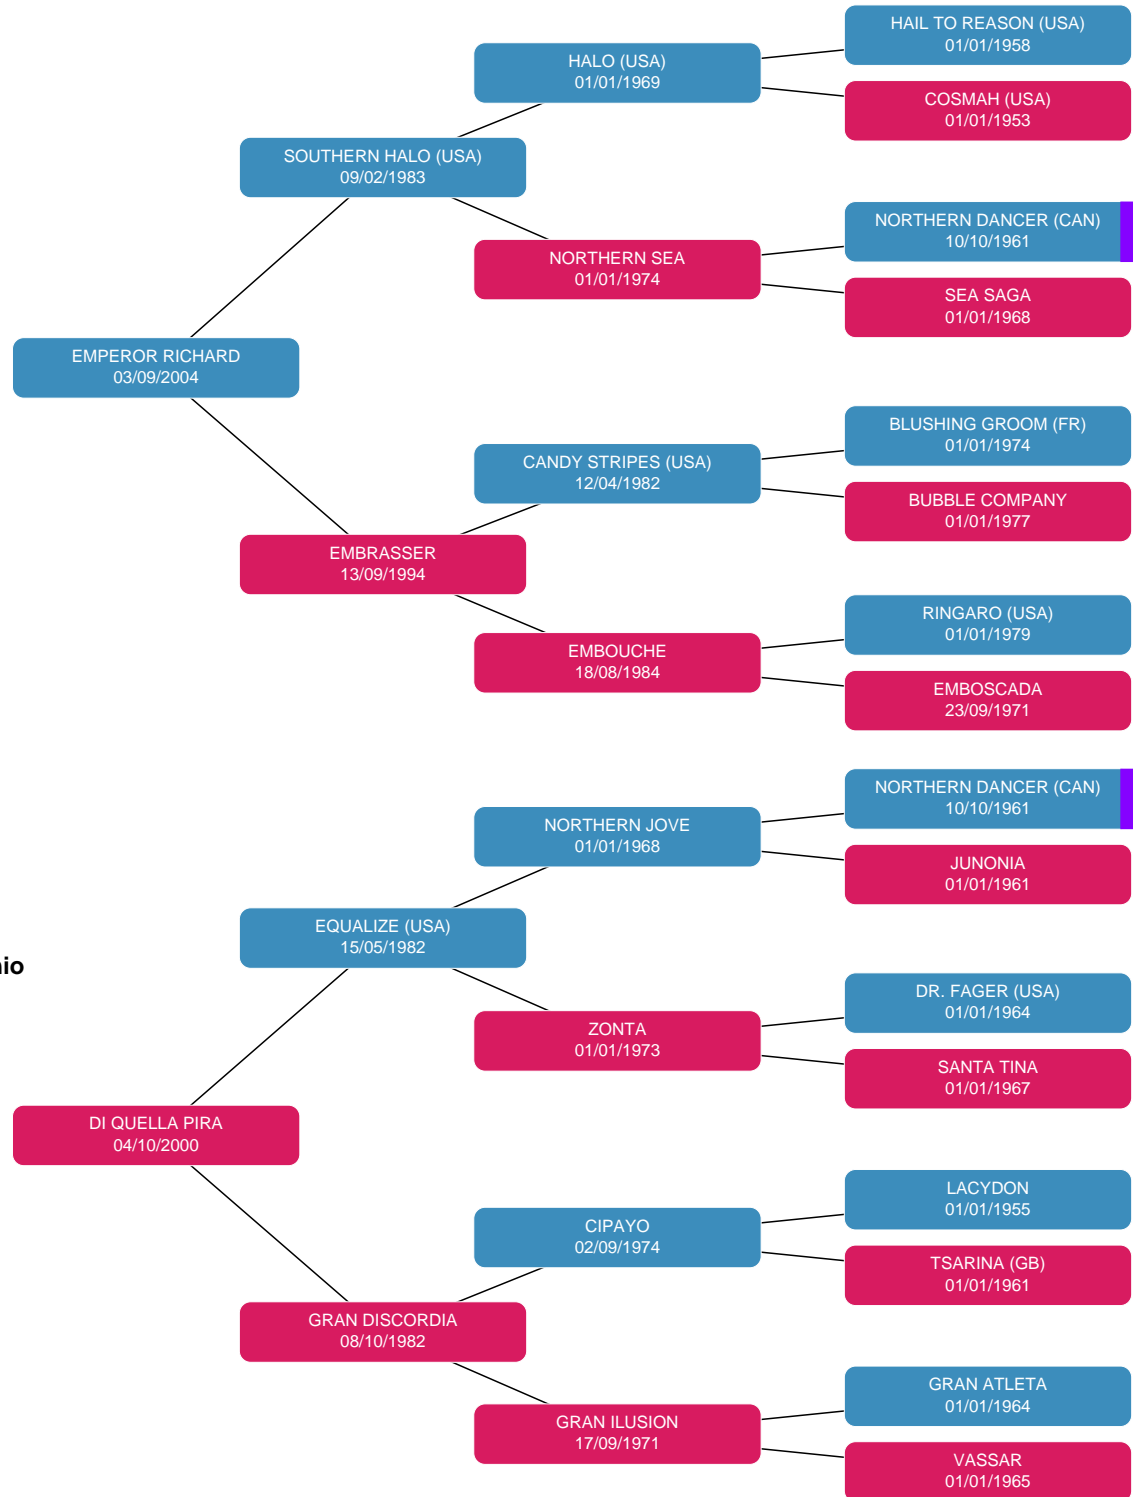 HAIL TO REASON (USA)
01/01/1958
HALO (USA)
01/01/1969
COSMAH (USA)
01/01/1953
SOUTHERN HALO (USA)
09/02/1983
NORTHERN DANCER (CAN)
10/10/1961
NORTHERN SEA
01/01/1974
SEA SAGA
01/01/1968
EMPEROR RICHARD
03/09/2004
BLUSHING GROOM (FR)
01/01/1974
CANDY STRIPES (USA)
12/04/1982
BUBBLE COMPANY
01/01/1977
EMBRASSER
13/09/1994
RINGARO (USA)
01/01/1979
EMBOUCHE
18/08/1984
EMBOSCADA
23/09/1971
NORTHERN DANCER (CAN)
10/10/1961
NORTHERN JOVE
01/01/1968
JUNONIA
01/01/1961
EQUALIZE (USA)
15/05/1982
nio
DR. FAGER (USA)
01/01/1964
ZONTA
01/01/1973
SANTA TINA
01/01/1967
DI QUELLA PIRA
04/10/2000
LACYDON
01/01/1955
CIPAYO
02/09/1974
TSARINA (GB)
01/01/1961
GRAN DISCORDIA
08/10/1982
GRAN ATLETA
01/01/1964
GRAN ILUSION
17/09/1971
VASSAR
01/01/1965